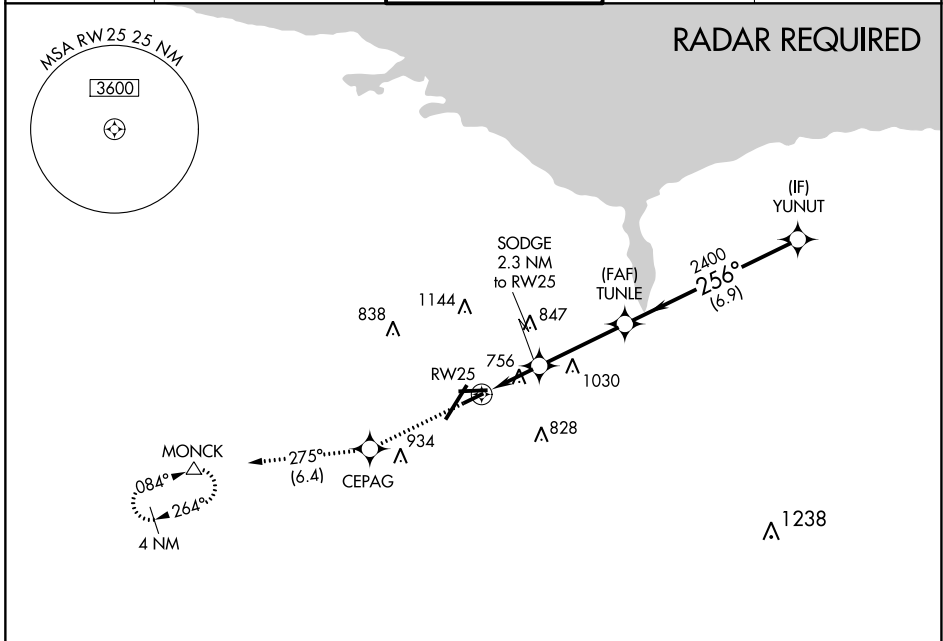 RADAR REQUIRED
MSA RW25 25 NM
3600
(IF)
YUNUT
2400
256°
(6.9)
(FAF)
TUNLE
SODGE
2.3 NM
to RW25
1144
847
838
756
1030
RW25
828
934
MONCK
275°
(6.4)
CEPAG
084°
264°
4 NM
1238